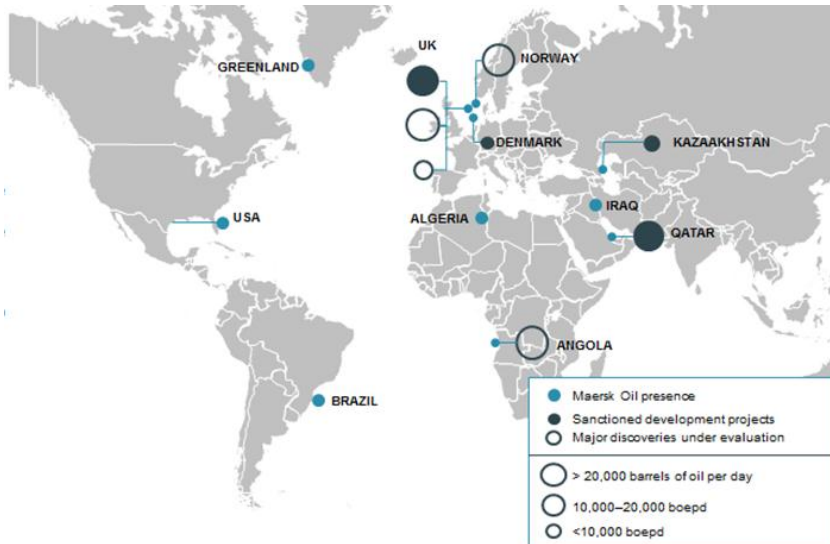 UK
NORWAY
GREENLAND
DENMARK
KAZAAKHSTAN
USA
ALGERIA
IRAQ
QATAR
ANGOLA
BRAZIL
Maersk Oil presence
Sanctioned development projects
Major discoveries under evaluation
> 20,000 barrels of oil per day
10,000–20,000 boepd
<10,000 boepd